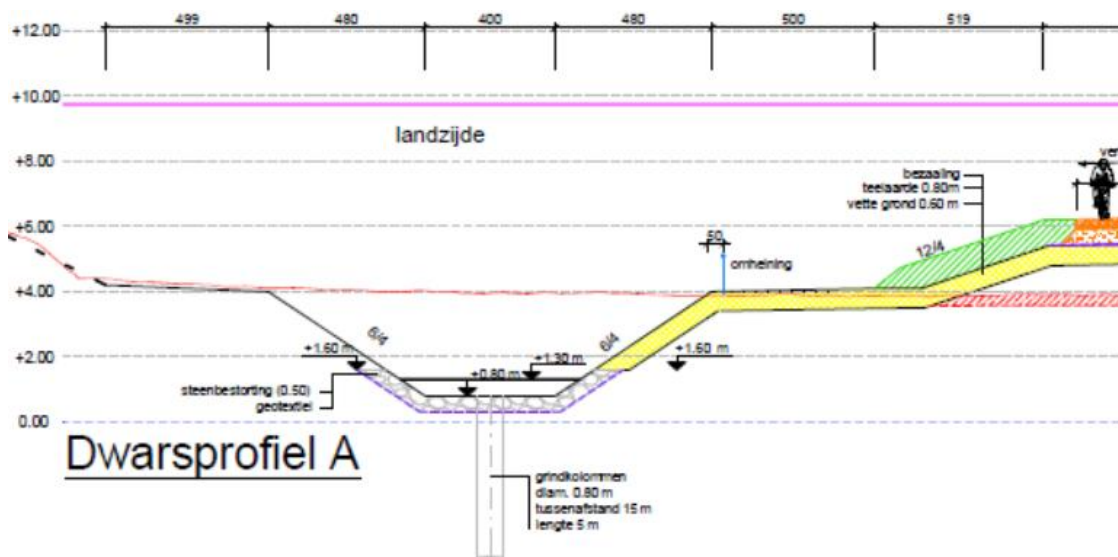 499 480 400 480 500 519
+12.00
+10.00
landzijde
+8.00
bezaaiing
teelaarde 0.80m
vette grond 0.60 m
+6.00
50
12/4
omheining
+4.00
6/4
6/4
+2.00
+1.60 m
+1.30 m
+1.60 m
+0.80 m
steenbestorting (0.50)
geotextiel
0.00
Dwarsprofiel A
grindkolommen
diam. 0.80 m
tussenafstand 15 m
lengte 5 m